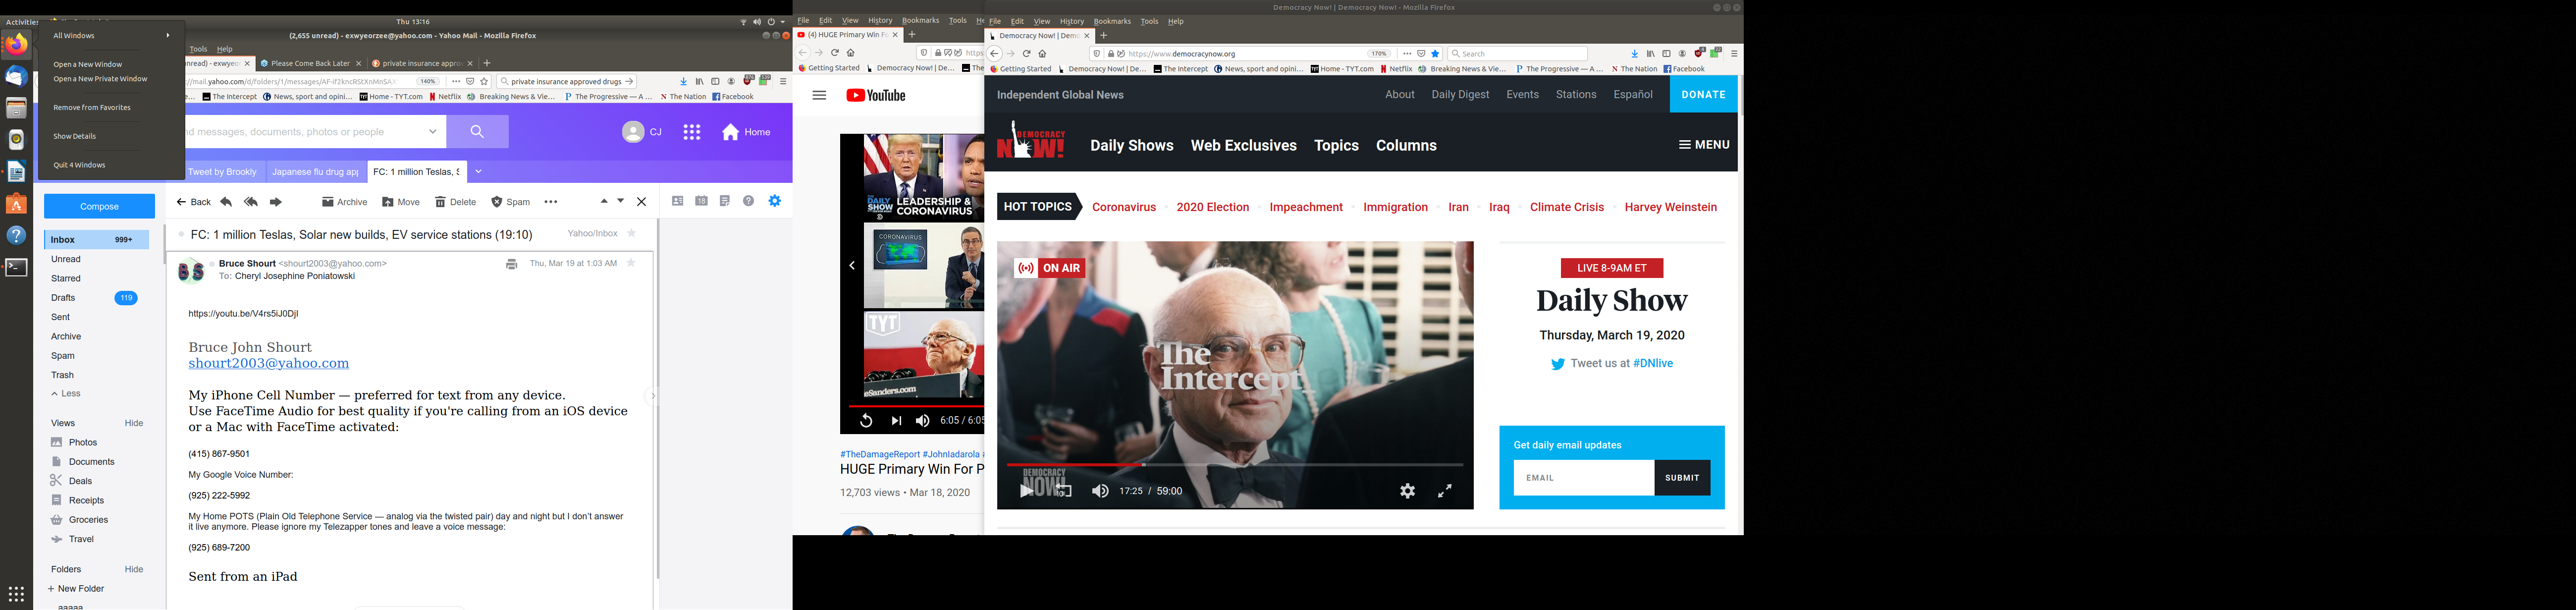 Activities
Thu 13:16
All Windows
Open a New Window
Open a New Private Window
Remove from Favorites
Show Details
Quit 4 Windows
(2,655 unread) - exwyeorzee@yahoo.com - Yahoo Mail - Mozilla Firefox
Tools Help
Please Come Back Later
private insurance appro
140%
private insurance approved drugs
The Intercept
News, sport and opini...
Home - TYT.com
Netflix
Breaking News & Vie...
The Progressive — A ...
The Nation
Facebook
nd messages, documents, photos or people
CJ
Home
Tweet by Brookly
Japanese flu drug app
FC: 1 million Teslas, S
Compose
Back
Archive
Move
Delete
Spam
18
Inbox 999+
Unread
Starred
Drafts 119
Sent
Archive
Spam
Trash
Less
Views Hide
Photos
Documents
Deals
Receipts
Groceries
Travel
Folders Hide
+ New Folder
aaaaa
FC: 1 million Teslas, Solar new builds, EV service stations (19:10)
Yahoo/Inbox
Bruce Shourt <shourt2003@yahoo.com>
Thu, Mar 19 at 1:03 AM
To: Cheryl Josephine Poniatowski
https://youtu.be/V4rs5iJ0DjI
Bruce John Shourt
shourt2003@yahoo.com
My iPhone Cell Number — preferred for text from any device.
Use FaceTime Audio for best quality if you're calling from an iOS device
or a Mac with FaceTime activated:
(415) 867-9501
My Google Voice Number:
(925) 222-5992
My Home POTS (Plain Old Telephone Service — analog via the twisted pair) day and night but I don't answer
it live anymore. Please ignore my Telezapper tones and leave a voice message:
(925) 689-7200
Sent from an iPad
File Edit View History Bookmarks Tools
(4) HUGE Primary Win Fo
Getting Started
Democracy Now! | De...
YouTube
THE DAILY SHOW
LEADERSHIP &
CORONAVIRUS
CORONAVIRUS
TYT
eSanders.com
6:05 / 6:05
#TheDamageReport #JohnIadarola
HUGE Primary Win For P
12,703 views • Mar 18, 2020
Democracy Now! | Democracy Now! - Mozilla Firefox
File Edit View History Bookmarks Tools Help
Democracy Now! | Demo
https://www.democracynow.org
170%
Search
Getting Started
Democracy Now! | De...
The Intercept
News, sport and opini...
Home - TYT.com
Netflix
Breaking News & Vie...
The Progressive — A ...
The Nation
Facebook
Independent Global News
About
Daily Digest
Events
Stations
Español
DONATE
DEMOCRACY NOW!
Daily Shows
Web Exclusives
Topics
Columns
MENU
HOT TOPICS
Coronavirus
2020 Election
Impeachment
Immigration
Iran
Iraq
Climate Crisis
Harvey Weinstein
ON AIR
The
Intercept_
DEMOCRACY
NOW!
17:25 / 59:00
LIVE 8-9AM ET
Daily Show
Thursday, March 19, 2020
Tweet us at #DNlive
Get daily email updates
EMAIL
SUBMIT